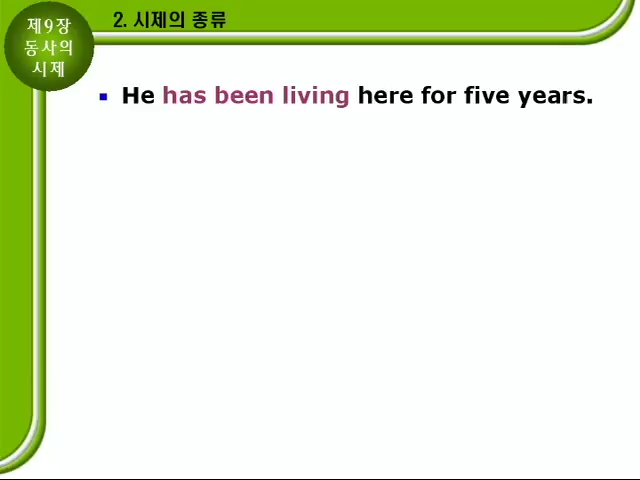 제9장
동사의
시제
2. 시제의 종류
He has been living here for five years.